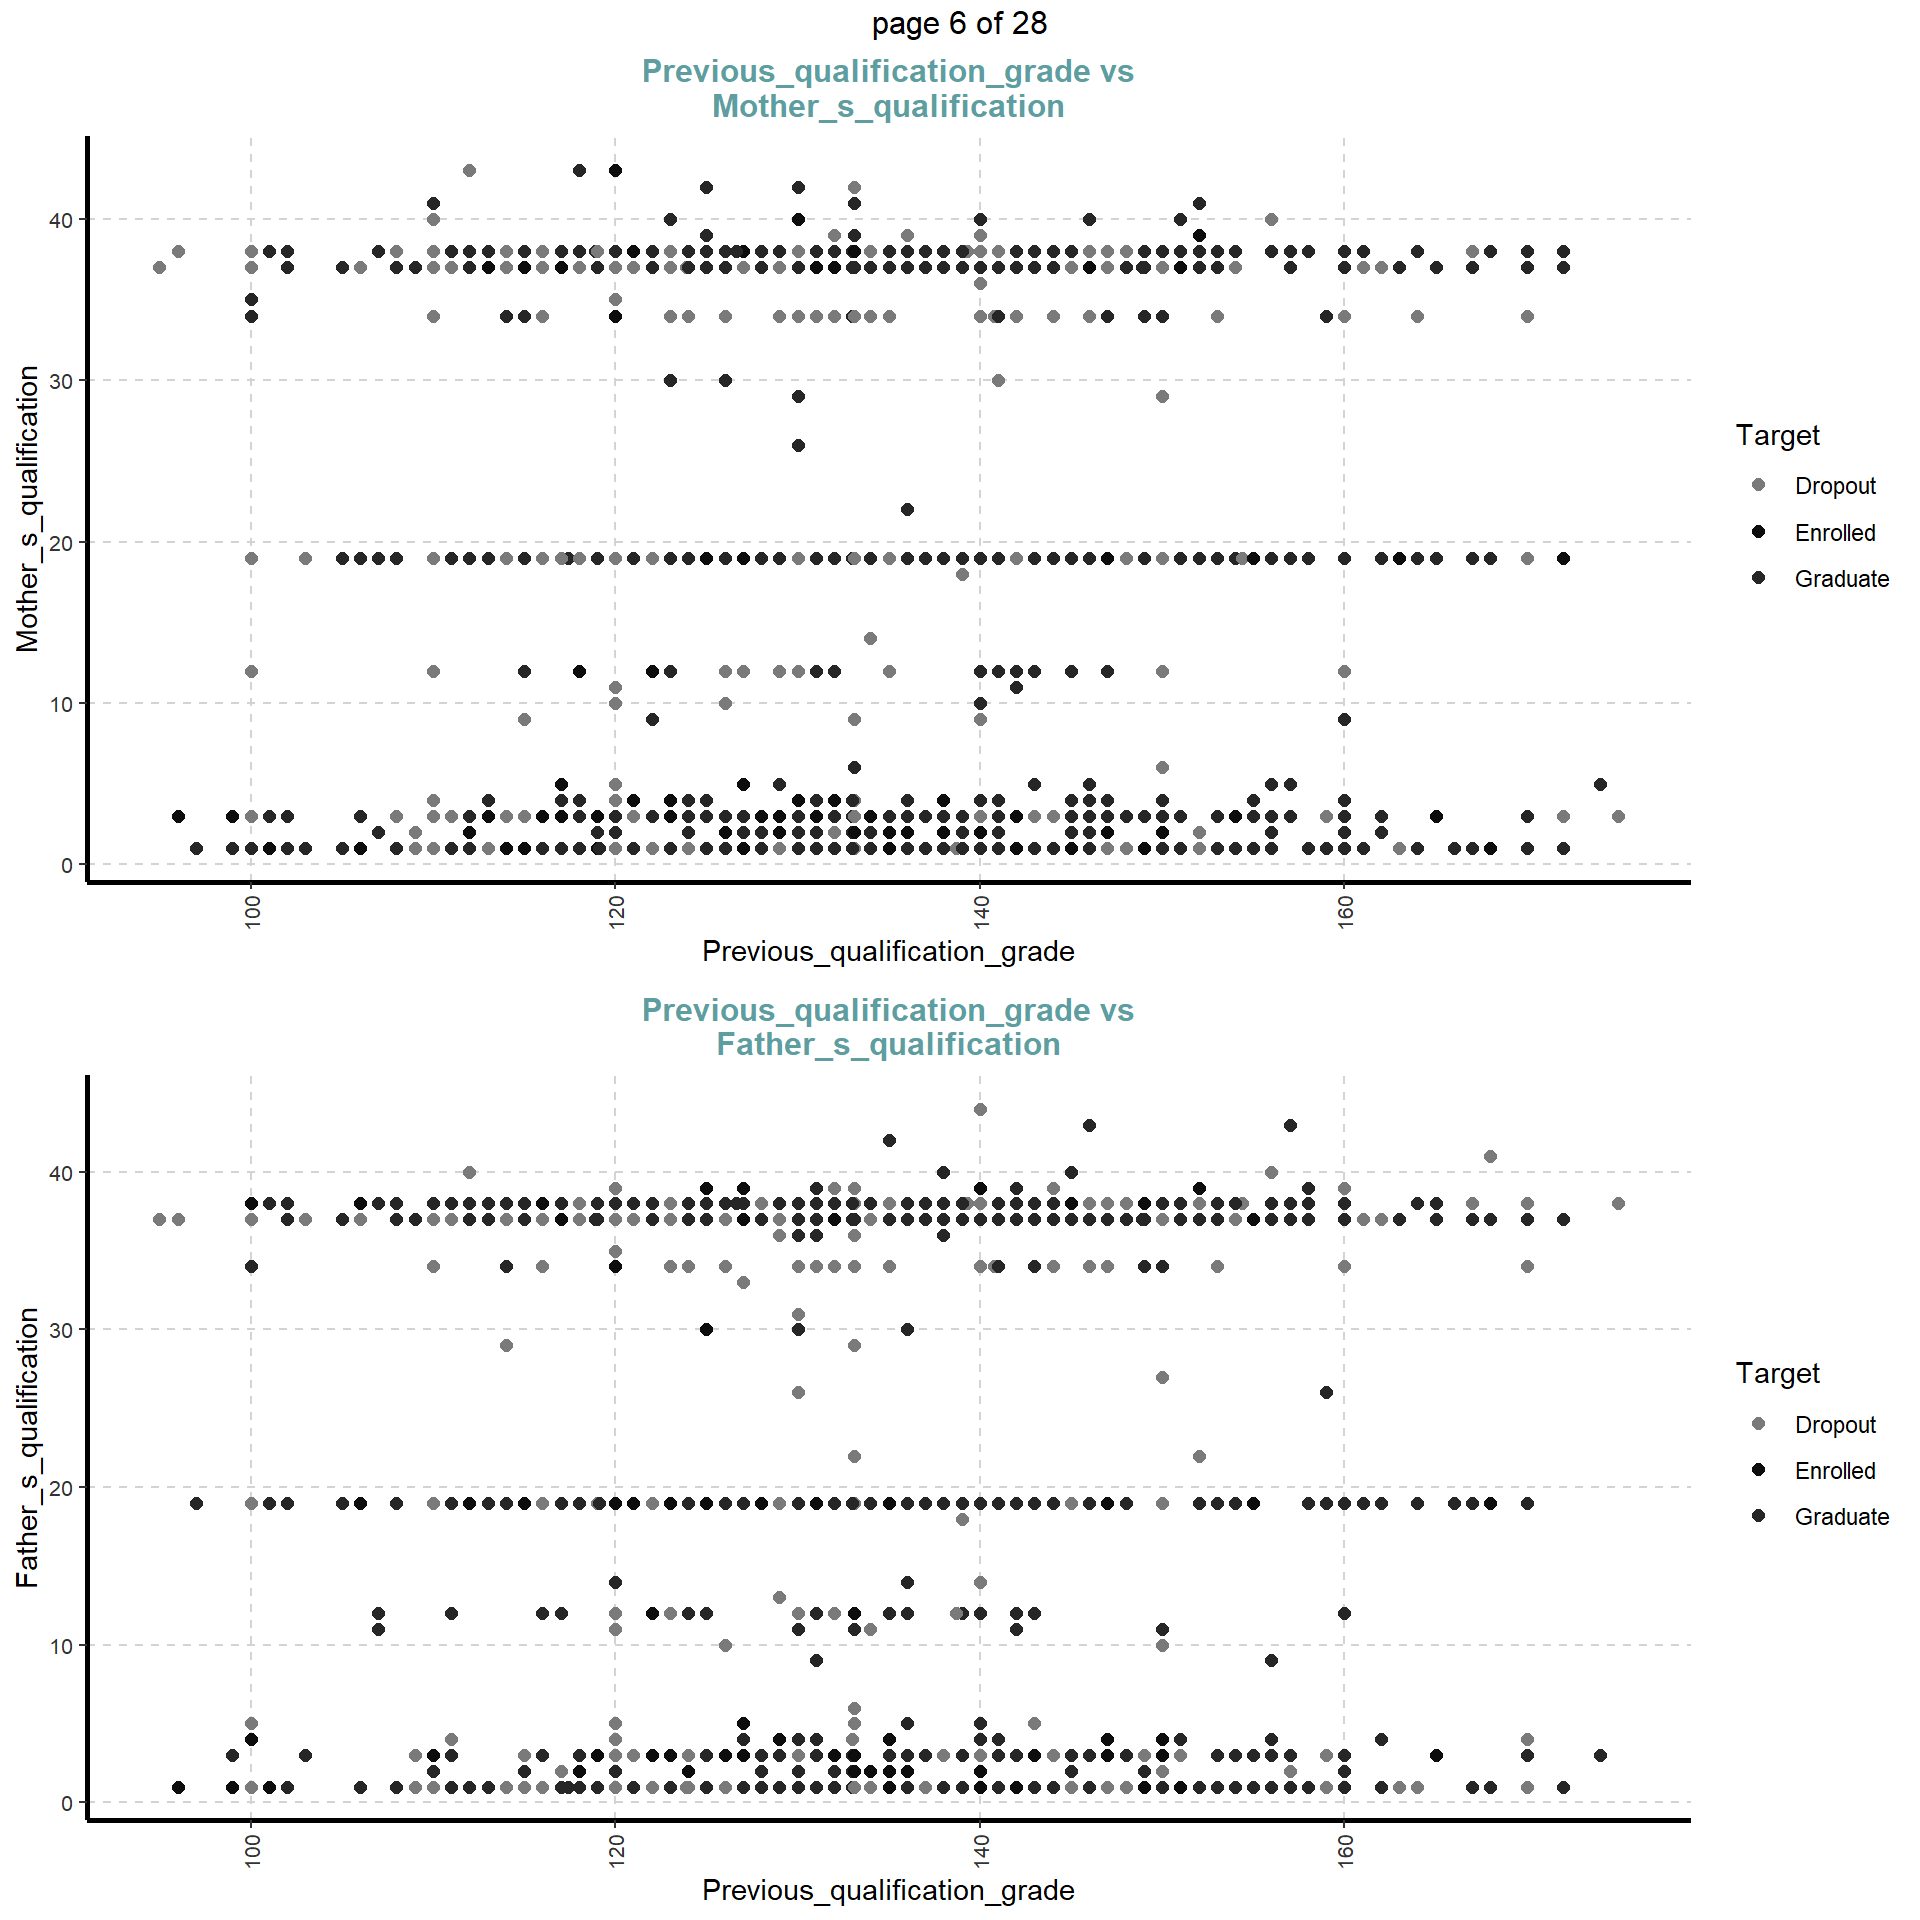 page 6 of 28
Previous_qualification_grade vs
Mother_s_qualification
Mother_s_qualification
40
30
20
10
0
100
120
140
160
Previous_qualification_grade
Target
Dropout
Enrolled
Graduate
Previous_qualification_grade vs
Father_s_qualification
Father_s_qualification
40
30
20
10
0
100
120
140
160
Previous_qualification_grade
Target
Dropout
Enrolled
Graduate